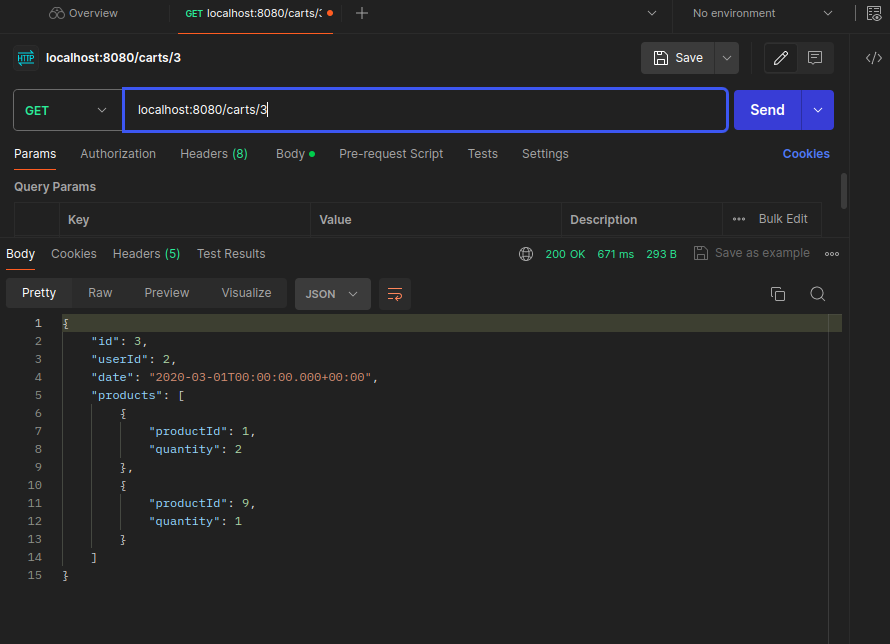 Overview
GET localhost:8080/carts/:
No environment
HTTP localhost:8080/carts/3
Save
GET
localhost:8080/carts/3
Send
Params Authorization Headers (8) Body Pre-request Script Tests Settings Cookies
Query Params
Key Value Description Bulk Edit
Body Cookies Headers (5) Test Results 200 OK 671 ms 293 B Save as example
Pretty Raw Preview Visualize JSON
1 {
2 "id": 3,
3 "userId": 2,
4 "date": "2020-03-01T00:00:00.000+00:00",
5 "products": [
6 {
7 "productId": 1,
8 "quantity": 2
9 },
10 {
11 "productId": 9,
12 "quantity": 1
13 }
14 ]
15 }